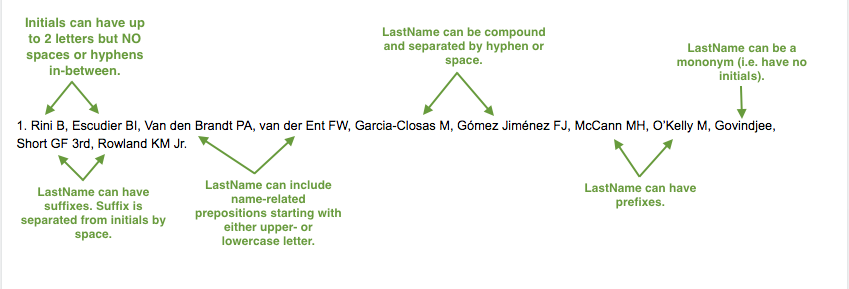 Initials can have up
to 2 letters but NO
spaces or hyphens
in-between.
LastName can be compound
and separated by hyphen or
space.
LastName can be a
mononym (i.e. have no
initials).
1. Rini B, Escudier BI, Van den Brandt PA, van der Ent FW, Garcia-Closas M, Gómez Jiménez FJ, McCann MH, O'Kelly M, Govindjee,
Short GF 3rd, Rowland KM Jr.
LastName can have
suffixes. Suffix is
separated from initials by
space.
LastName can include
name-related
prepositions starting with
either upper- or
lowercase letter.
LastName can have
prefixes.